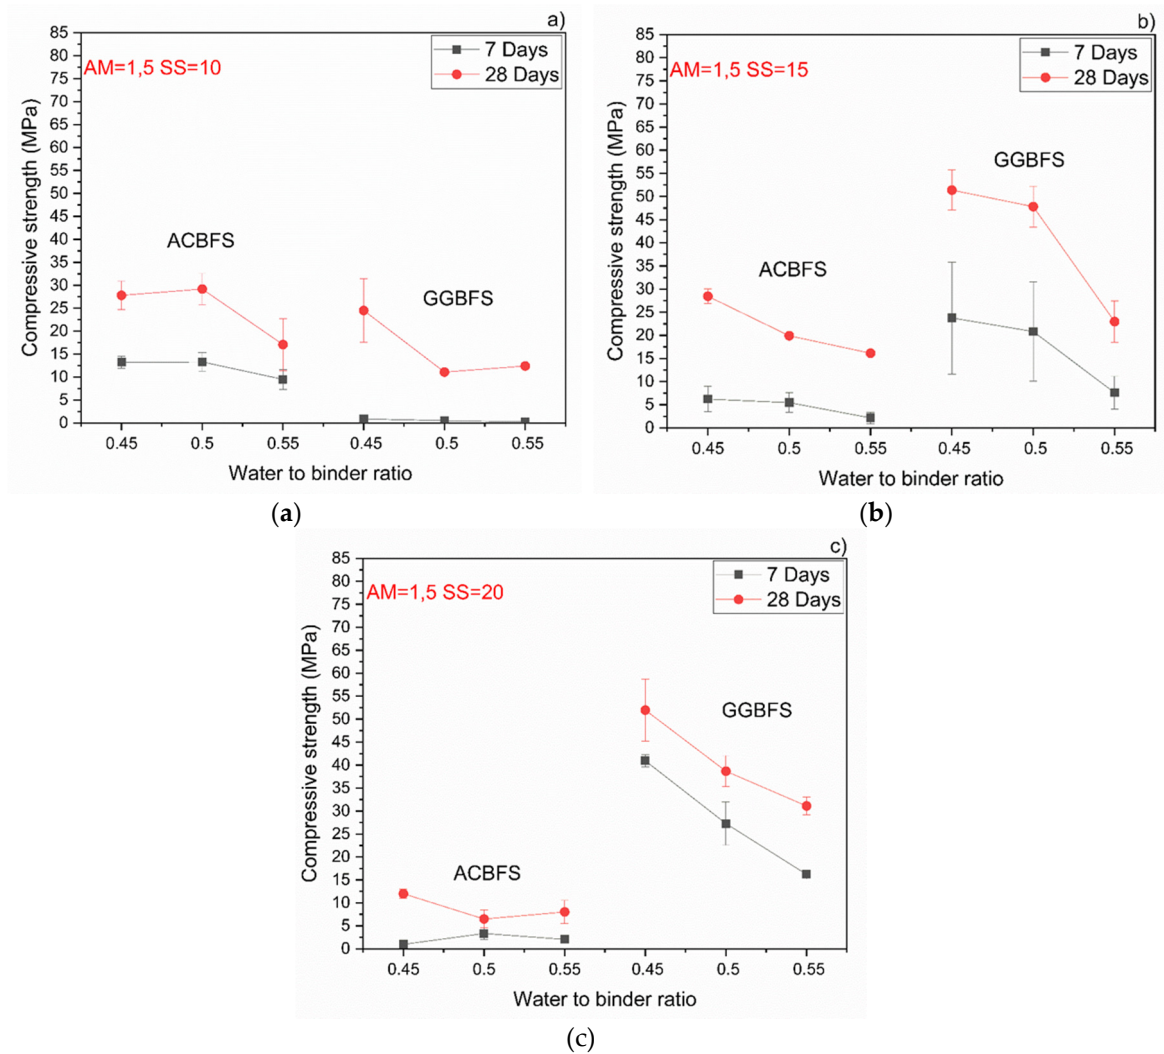 a)
AM=1,5 SS=10
7 Days
28 Days
Compressive strength (MPa)
85
80
75
70
65
60
55
50
45
40
35
30
25
20
15
10
5
0
ACBFS
GGBFS
0.45 0.5 0.55 0.45 0.5 0.55
Water to binder ratio
(a)
b)
AM=1,5 SS=15
7 Days
28 Days
Compressive strength (MPa)
85
80
75
70
65
60
55
50
45
40
35
30
25
20
15
10
5
0
GGBFS
ACBFS
0.45 0.5 0.55 0.45 0.5 0.55
Water to binder ratio
(b)
c)
AM=1,5 SS=20
7 Days
28 Days
Compressive strength (MPa)
85
80
75
70
65
60
55
50
45
40
35
30
25
20
15
10
5
0
GGBFS
ACBFS
0.45 0.5 0.55 0.45 0.5 0.55
Water to binder ratio
(c)